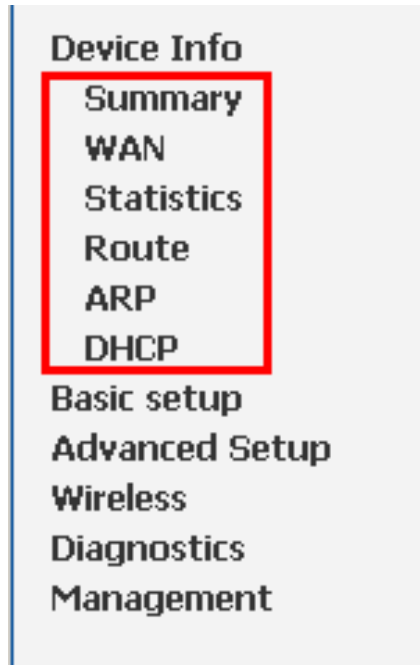 Device Info
Summary
WAN
Statistics
Route
ARP
DHCP
Basic setup
Advanced Setup
Wireless
Diagnostics
Management